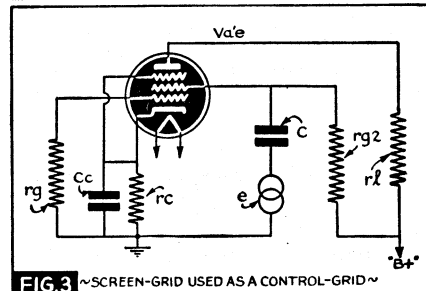 Va'e
rg
Cc
rc
e
C
rg2
rl
"B+"
FIG.3 ~SCREEN-GRID USED AS A CONTROL-GRID~